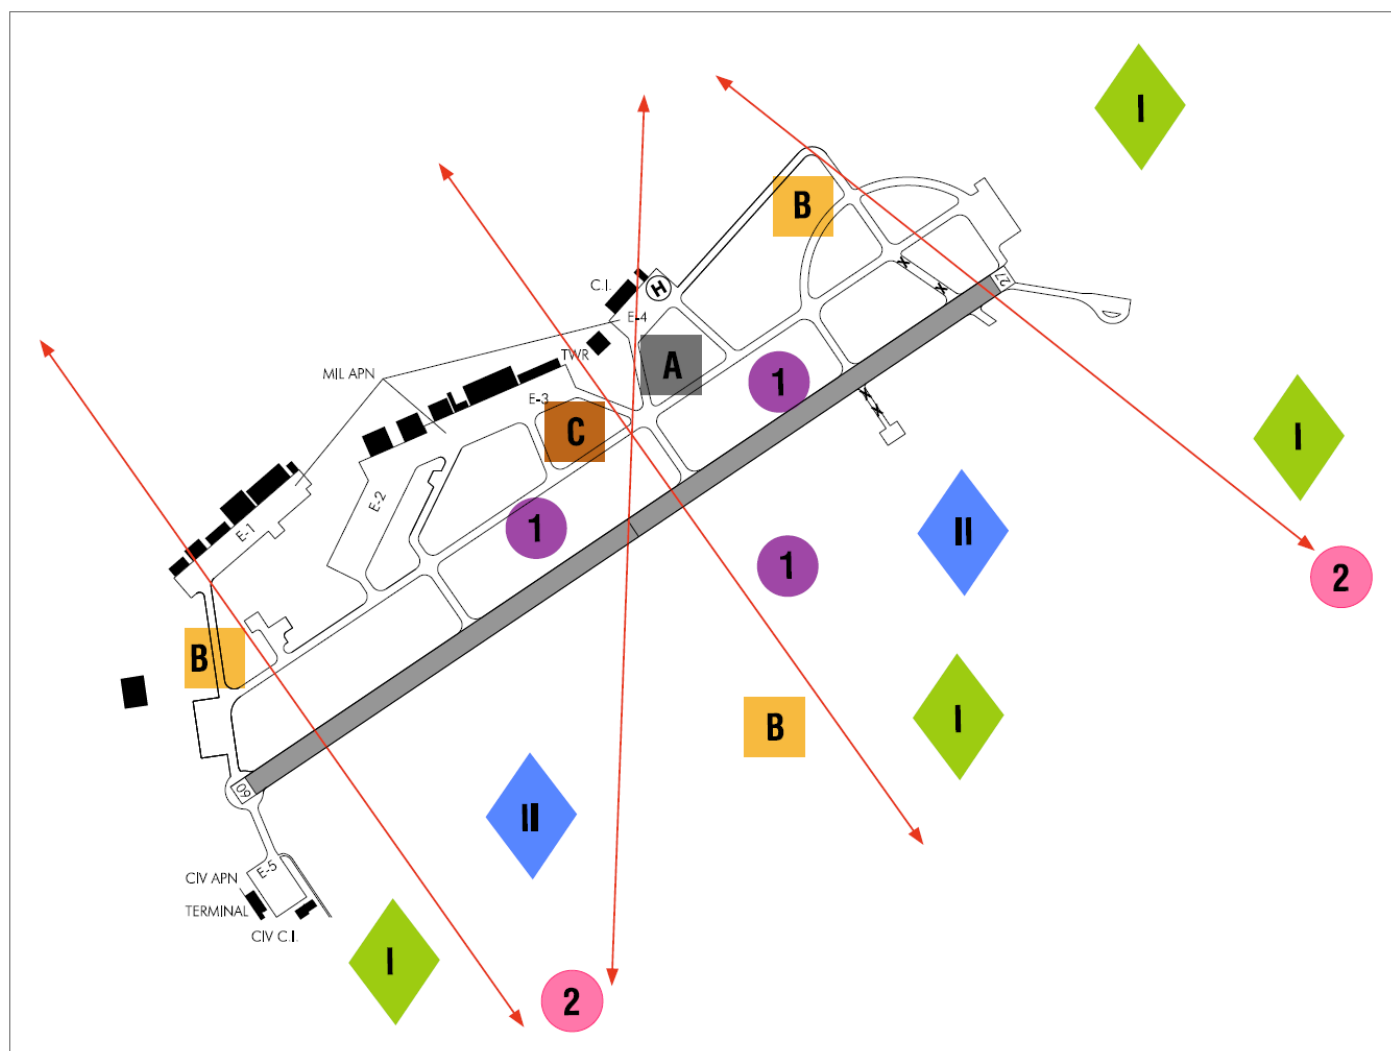 I
B
27
C.I.
H
E-4
TWR
A
MIL APN
1
E-3
C
I
E-2
1
II
E-1
1
2
B
I
B
09
II
E-5
CIV APN
TERMINAL
CIV C.I.
I
2